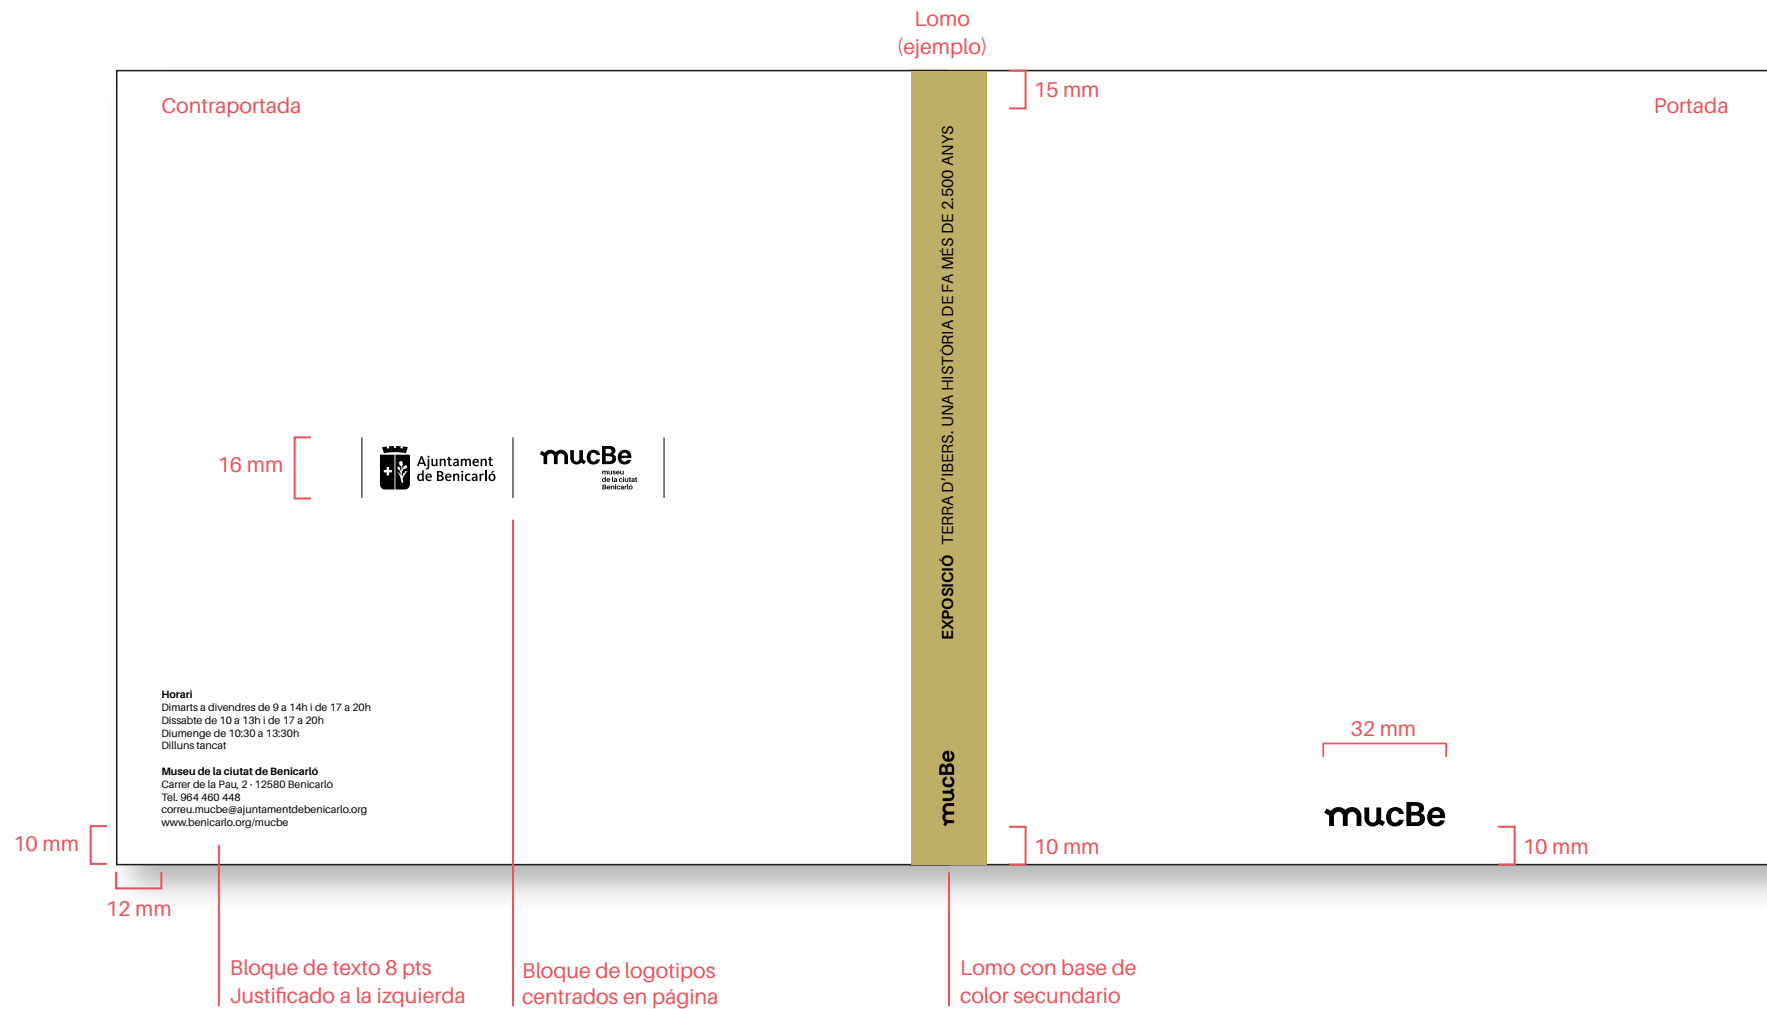 Lomo
(ejemplo)
15 mm
Contraportada
Portada
EXPOSICIÓ TERRA D'IBERS. UNA HISTÒRIA DE FA MÉS DE 2.500 ANYS
16 mm
Ajuntament
de Benicarló
mucBe
museu
de la ciutat
Benicarló
Horari
Dimarts a divendres de 9 a 14h i de 17 a 20h
Dissabte de 10 a 13h i de 17 a 20h
Diumenge de 10:30 a 13:30h
Dilluns tancat
Museu de la ciutat de Benicarló
Carrer de la Pau, 2 · 12580 Benicarló
Tel. 964 460 448
correu.mucbe@ajuntamentdebenicarlo.org
www.benicarlo.org/mucbe
mucBe
32 mm
mucBe
10 mm
10 mm
10 mm
12 mm
Bloque de texto 8 pts
Justificado a la izquierda
Bloque de logotipos
centrados en página
Lomo con base de
color secundario